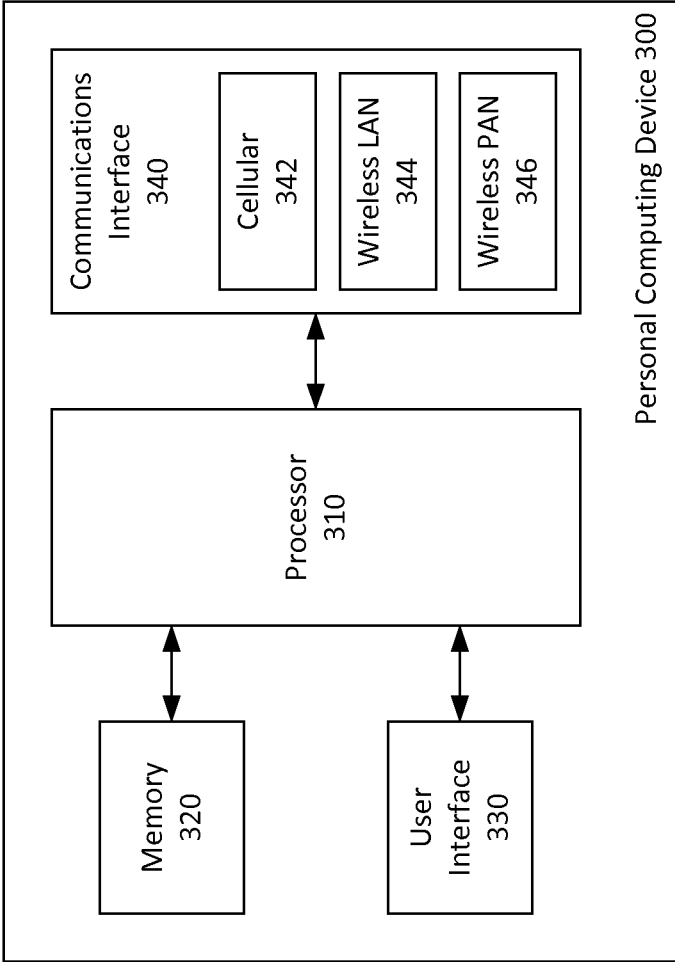 Memory
320
User
Interface
330
Processor
310
Communications
Interface
340
Cellular
342
Wireless LAN
344
Wireless PAN
346
Personal Computing Device 300